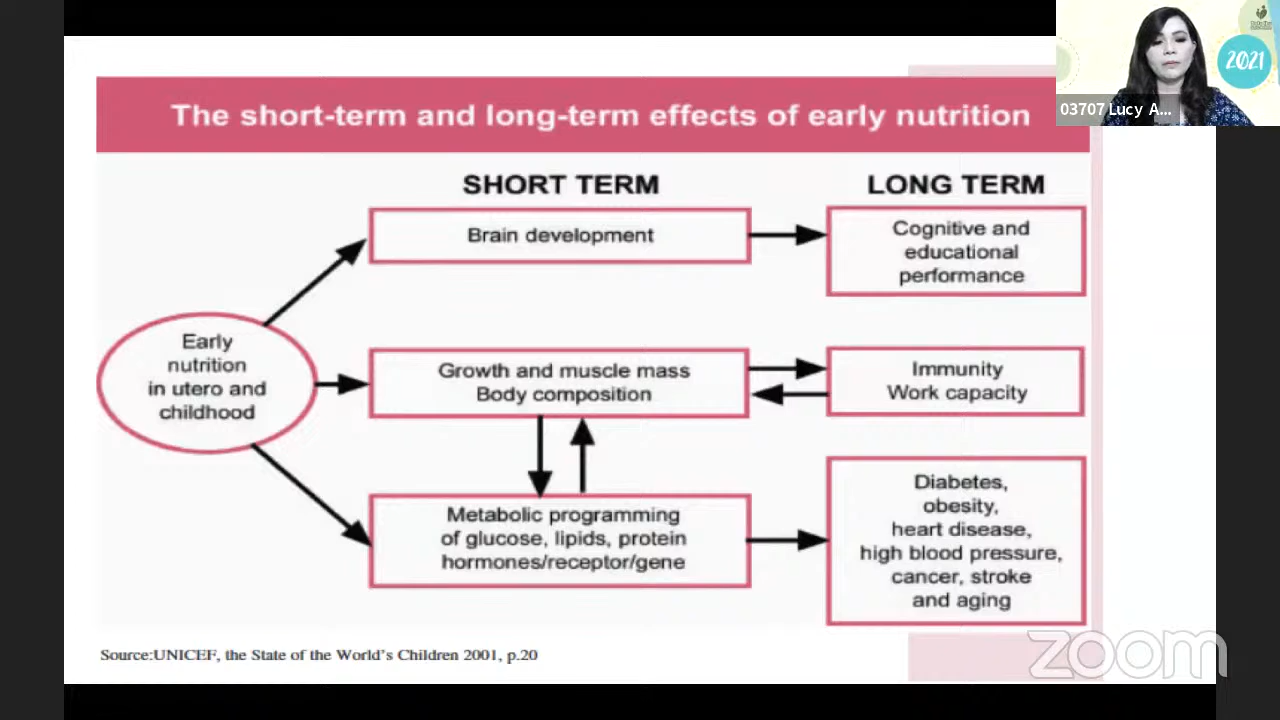 The short-term and long-term effects of early nutrition
2021
03707 Lucy A...
SHORT TERM
LONG TERM
Brain development
Cognitive and
educational
performance
Early
nutrition
in utero and
childhood
Growth and muscle mass
Body composition
Immunity
Work capacity
Metabolic programming
of glucose, lipids, protein
hormones/receptor/gene
Diabetes,
obesity,
heart disease,
high blood pressure,
cancer, stroke
and aging
Source:UNICEF, the State of the World's Children 2001, p.20
zoom